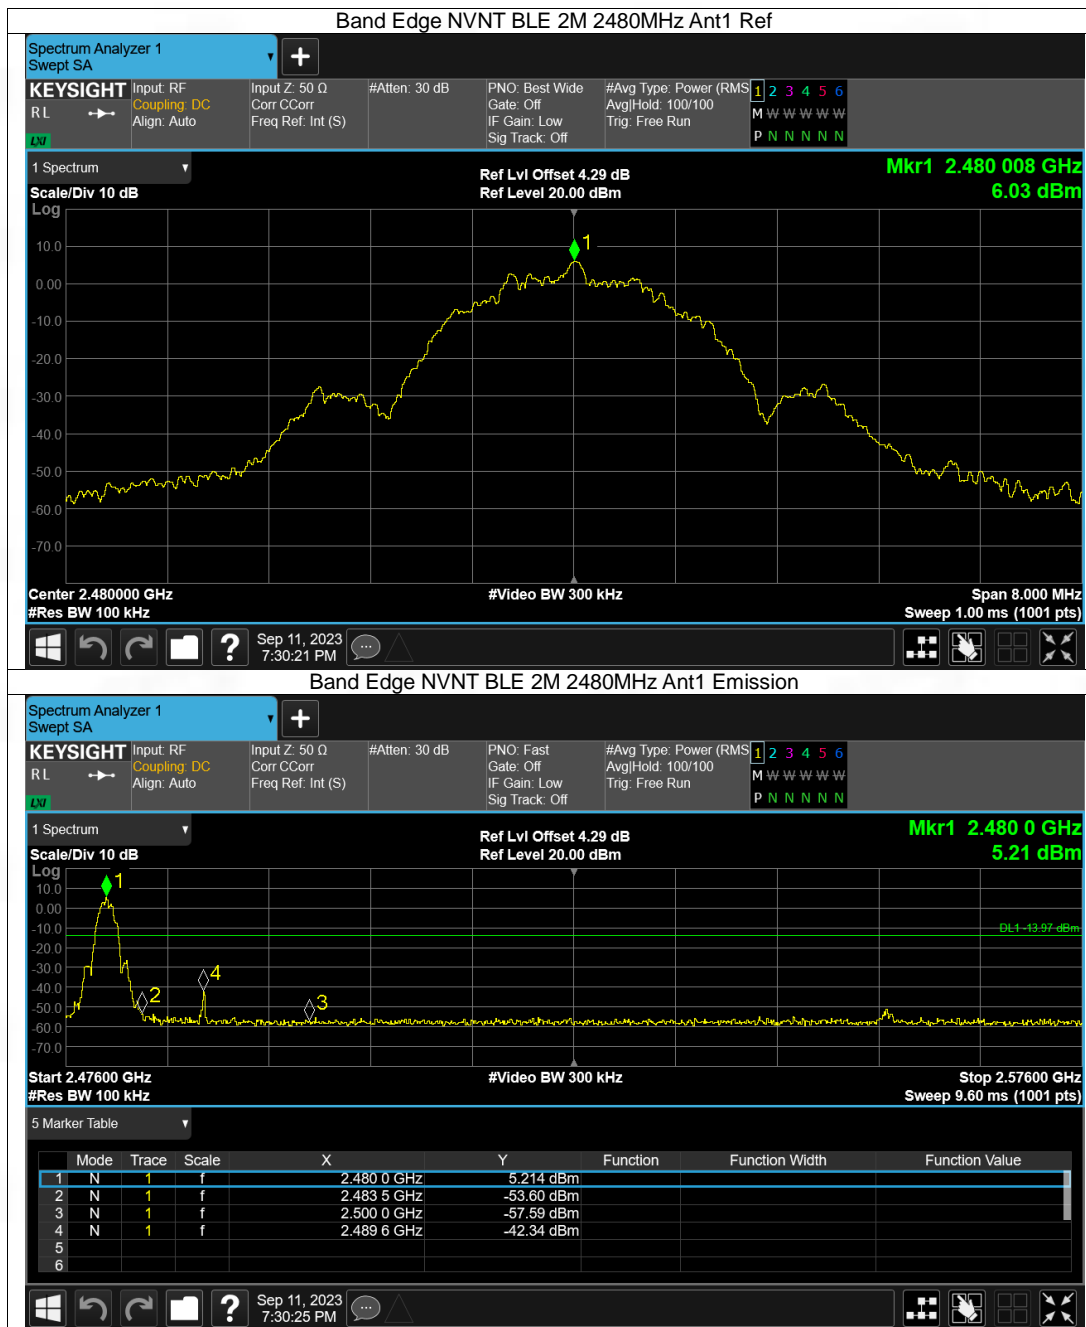 Band Edge NVNT BLE 2M 2480MHz Ant1 Ref
Spectrum Analyzer 1
Swept SA
KEYSIGHT
R L
LXI
Input: RF
Coupling: DC
Align: Auto
Input Z: 50 Ω
Corr CCorr
Freq Ref: Int (S)
#Atten: 30 dB
PNO: Best Wide
Gate: Off
IF Gain: Low
Sig Track: Off
#Avg Type: Power (RMS
Avg|Hold: 100/100
Trig: Free Run
1 2 3 4 5 6
M W W W W W
P N N N N N
1 Spectrum
Scale/Div 10 dB
Ref Lvl Offset 4.29 dB
Ref Level 20.00 dBm
Mkr1 2.480 008 GHz
6.03 dBm
Log
10.0
0.00
-10.0
-20.0
-30.0
-40.0
-50.0
-60.0
-70.0
1
Center 2.480000 GHz
#Res BW 100 kHz
#Video BW 300 kHz
Span 8.000 MHz
Sweep 1.00 ms (1001 pts)
?
Sep 11, 2023
7:30:21 PM
Band Edge NVNT BLE 2M 2480MHz Ant1 Emission
Spectrum Analyzer 1
Swept SA
KEYSIGHT
R L
LXI
Input: RF
Coupling: DC
Align: Auto
Input Z: 50 Ω
Corr CCorr
Freq Ref: Int (S)
#Atten: 30 dB
PNO: Fast
Gate: Off
IF Gain: Low
Sig Track: Off
#Avg Type: Power (RMS
Avg|Hold: 100/100
Trig: Free Run
1 2 3 4 5 6
M W W W W W
P N N N N N
1 Spectrum
Scale/Div 10 dB
Ref Lvl Offset 4.29 dB
Ref Level 20.00 dBm
Mkr1 2.480 0 GHz
5.21 dBm
Log
10.0
0.00
-10.0
-20.0
-30.0
-40.0
-50.0
-60.0
-70.0
1
2
4
3
DL1 -13.97 dBm
Start 2.47600 GHz
#Res BW 100 kHz
#Video BW 300 kHz
Stop 2.57600 GHz
Sweep 9.60 ms (1001 pts)
5 Marker Table
Mode Trace Scale X Y Function Function Width Function Value
1 N 1 f 2.480 0 GHz 5.214 dBm
2 N 1 f 2.483 5 GHz -53.60 dBm
3 N 1 f 2.500 0 GHz -57.59 dBm
4 N 1 f 2.489 6 GHz -42.34 dBm
5
6
?
Sep 11, 2023
7:30:25 PM